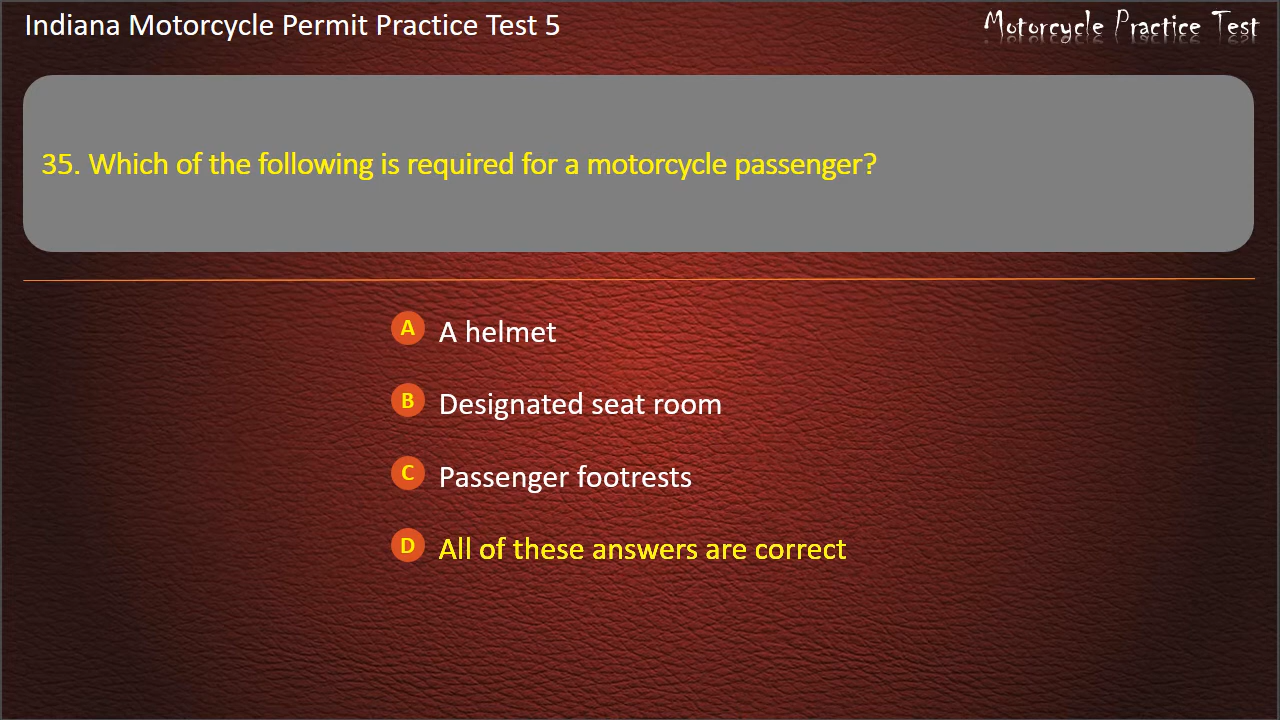 Indiana Motorcycle Permit Practice Test 5
Motorcycle Practice Test
35. Which of the following is required for a motorcycle passenger?
A A helmet
B Designated seat room
C Passenger footrests
D All of these answers are correct